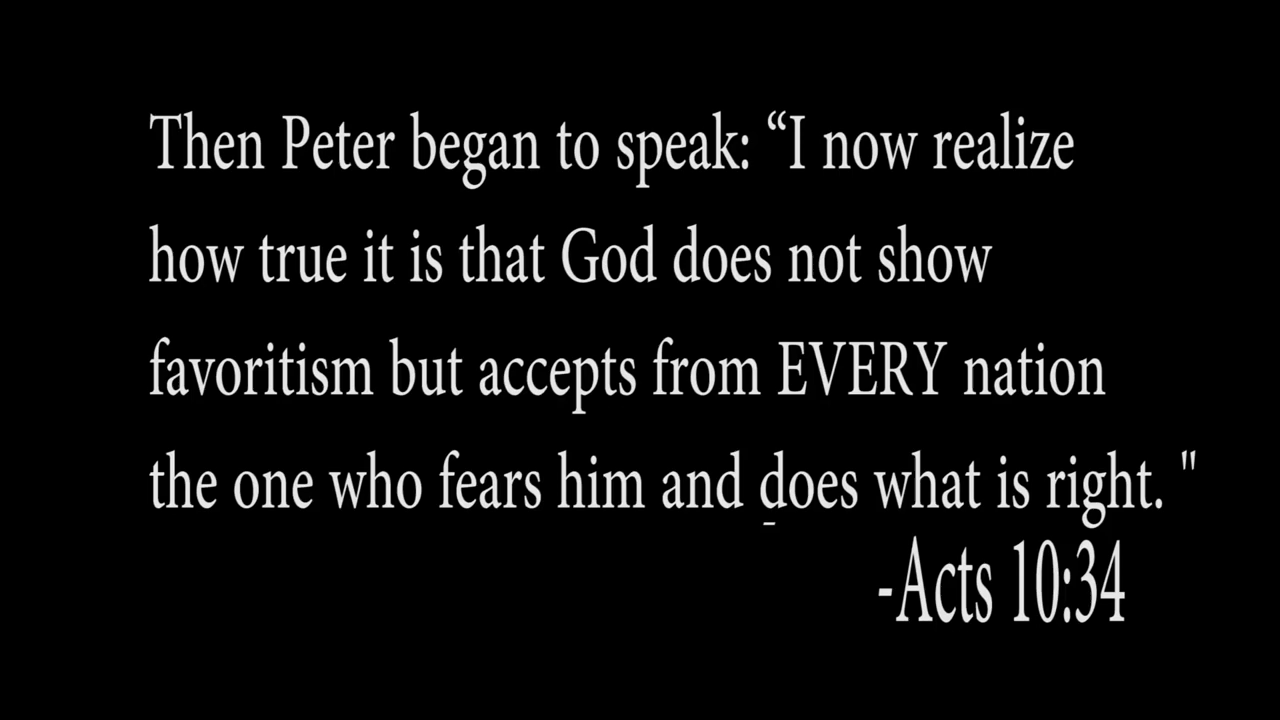 Then Peter began to speak: “I now realize
how true it is that God does not show
favoritism but accepts from EVERY nation
the one who fears him and does what is right. "
-
-Acts 10:34